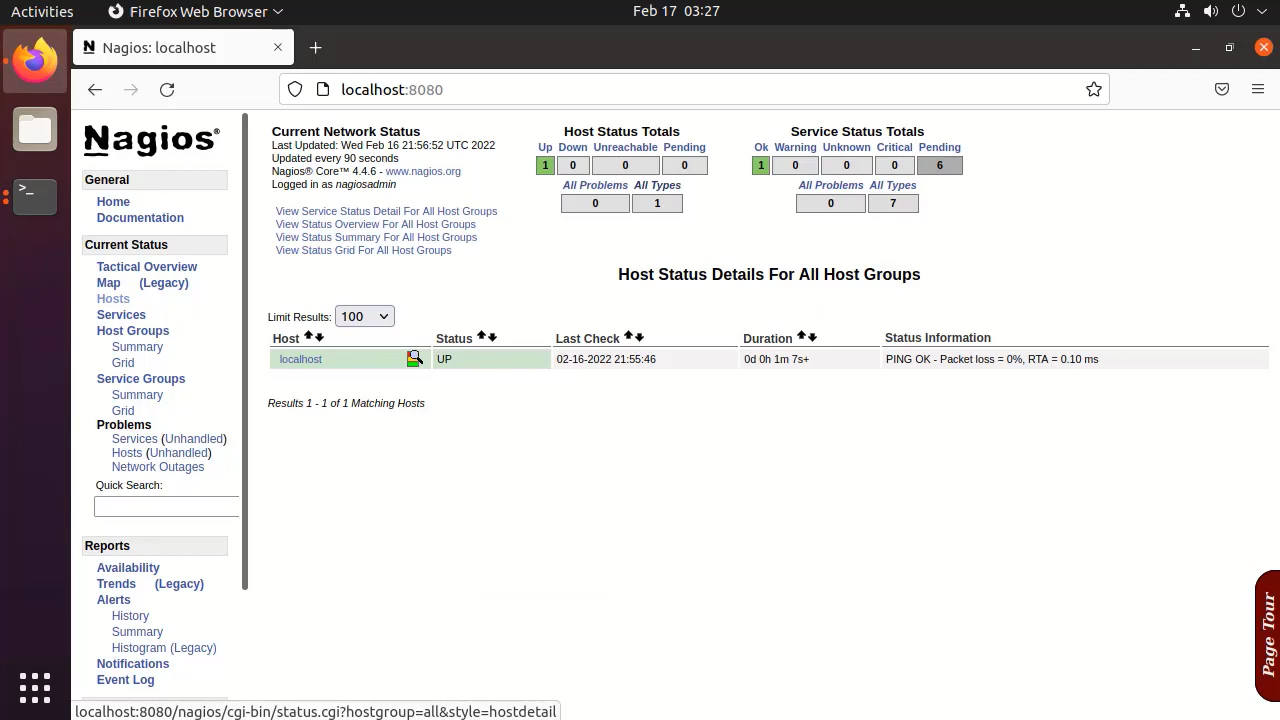 Activities
Firefox Web Browser
Feb 17 03:27
Nagios: localhost
localhost:8080
Nagios®
General
Home
Documentation
Current Status
Tactical Overview
Map (Legacy)
Hosts
Services
Host Groups
Summary
Grid
Service Groups
Summary
Grid
Problems
Services (Unhandled)
Hosts (Unhandled)
Network Outages
Quick Search:
Reports
Availability
Trends (Legacy)
Alerts
History
Summary
Histogram (Legacy)
Notifications
Event Log
Current Network Status
Last Updated: Wed Feb 16 21:56:52 UTC 2022
Updated every 90 seconds
Nagios® Core™ 4.4.6 - www.nagios.org
Logged in as nagiosadmin
View Service Status Detail For All Host Groups
View Status Overview For All Host Groups
View Status Summary For All Host Groups
View Status Grid For All Host Groups
Host Status Totals
Up Down Unreachable Pending
1 0 0 0
All Problems All Types
0 1
Service Status Totals
Ok Warning Unknown Critical Pending
1 0 0 0 6
All Problems All Types
0 7
Host Status Details For All Host Groups
Limit Results: 100
Host Status Last Check Duration Status Information
localhost UP 02-16-2022 21:55:46 0d 0h 1m 7s+ PING OK - Packet loss = 0%, RTA = 0.10 ms
Results 1 - 1 of 1 Matching Hosts
Page Tour
localhost:8080/nagios/cgi-bin/status.cgi?hostgroup=all&style=hostdetail